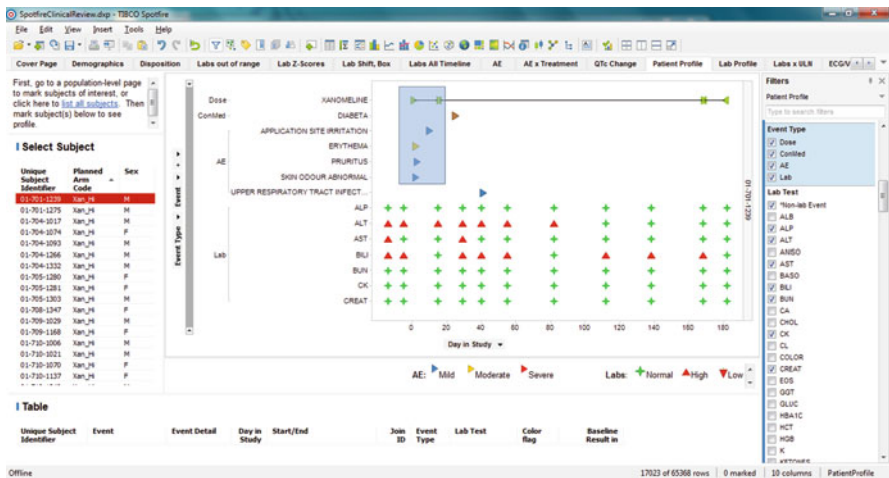 SpotfireClinicalReview.dxp - TIBCO Spotfire
File Edit View Insert Tools Help
Cover Page Demographics Disposition Labs out of range Lab Z-Scores Lab Shift, Box Labs All Timeline AE AE x Treatment QTc Change Patient Profile Lab Profile Labs x ULN ECG/V
First, go to a population-level page
to mark subjects of interest, or
click here to list all subjects. Then
mark subject(s) below to see
profile.
Select Subject
Unique Subject Identifier Planned Arm Code Sex
01-701-1239 Xan_Hi M
01-701-1275 Xan_Hi M
01-704-1017 Xan_Hi M
01-704-1074 Xan_Hi F
01-704-1093 Xan_Hi M
01-704-1266 Xan_Hi M
01-704-1332 Xan_Hi M
01-705-1280 Xan_Hi F
01-705-1281 Xan_Hi F
01-705-1303 Xan_Hi M
01-708-1347 Xan_Hi F
01-709-1029 Xan_Hi M
01-709-1168 Xan_Hi F
01-710-1006 Xan_Hi M
01-710-1021 Xan_Hi M
01-710-1070 Xan_Hi F
01-710-1137 Xan_Hi F
Event Type Event
Dose XANOMELINE
ConMed DIABETA
APPLICATION SITE IRRITATION
ERYTHEMA
AE PRURITUS
SKIN ODOUR ABNORMAL
UPPER RESPIRATORY TRACT INFECT...
ALP
ALT
AST
Lab BILI
BUN
CK
CREAT
01-701-1239
0 20 40 60 80 100 120 140 160 180
Day in Study
AE: Mild Moderate Severe Labs: Normal High Low
Table
Unique Subject Identifier Event Event Detail Day in Study Start/End Join ID Event Type Lab Test Color flag Baseline Result in
Filters
Patient Profile
Type to search filters
Event Type
Dose
ConMed
AE
Lab
Lab Test
*Non-lab Event
ALB
ALP
ALT
ANISO
AST
BASO
BILI
BUN
CA
CHOL
CK
CL
COLOR
CREAT
EOS
GGT
GLUC
HBA1C
HCT
HGB
K
KETONES
Offline 17023 of 65368 rows 0 marked 10 columns PatientProfile